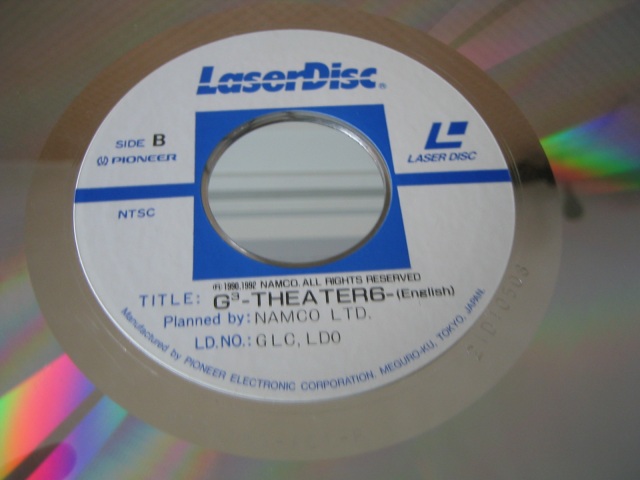 LaserDisc®
SIDE B
PIONEER
LASER DISC
NTSC
(P) 1990,1992 NAMCO. ALL RIGHTS RESERVED
TITLE: G³-THEATER6-(English)
Planned by: NAMCO LTD.
LD.NO.: GLC, LDO
Manufactured by PIONEER ELECTRONIC CORPORATION. MEGURO-KU, TOKYO, JAPAN.